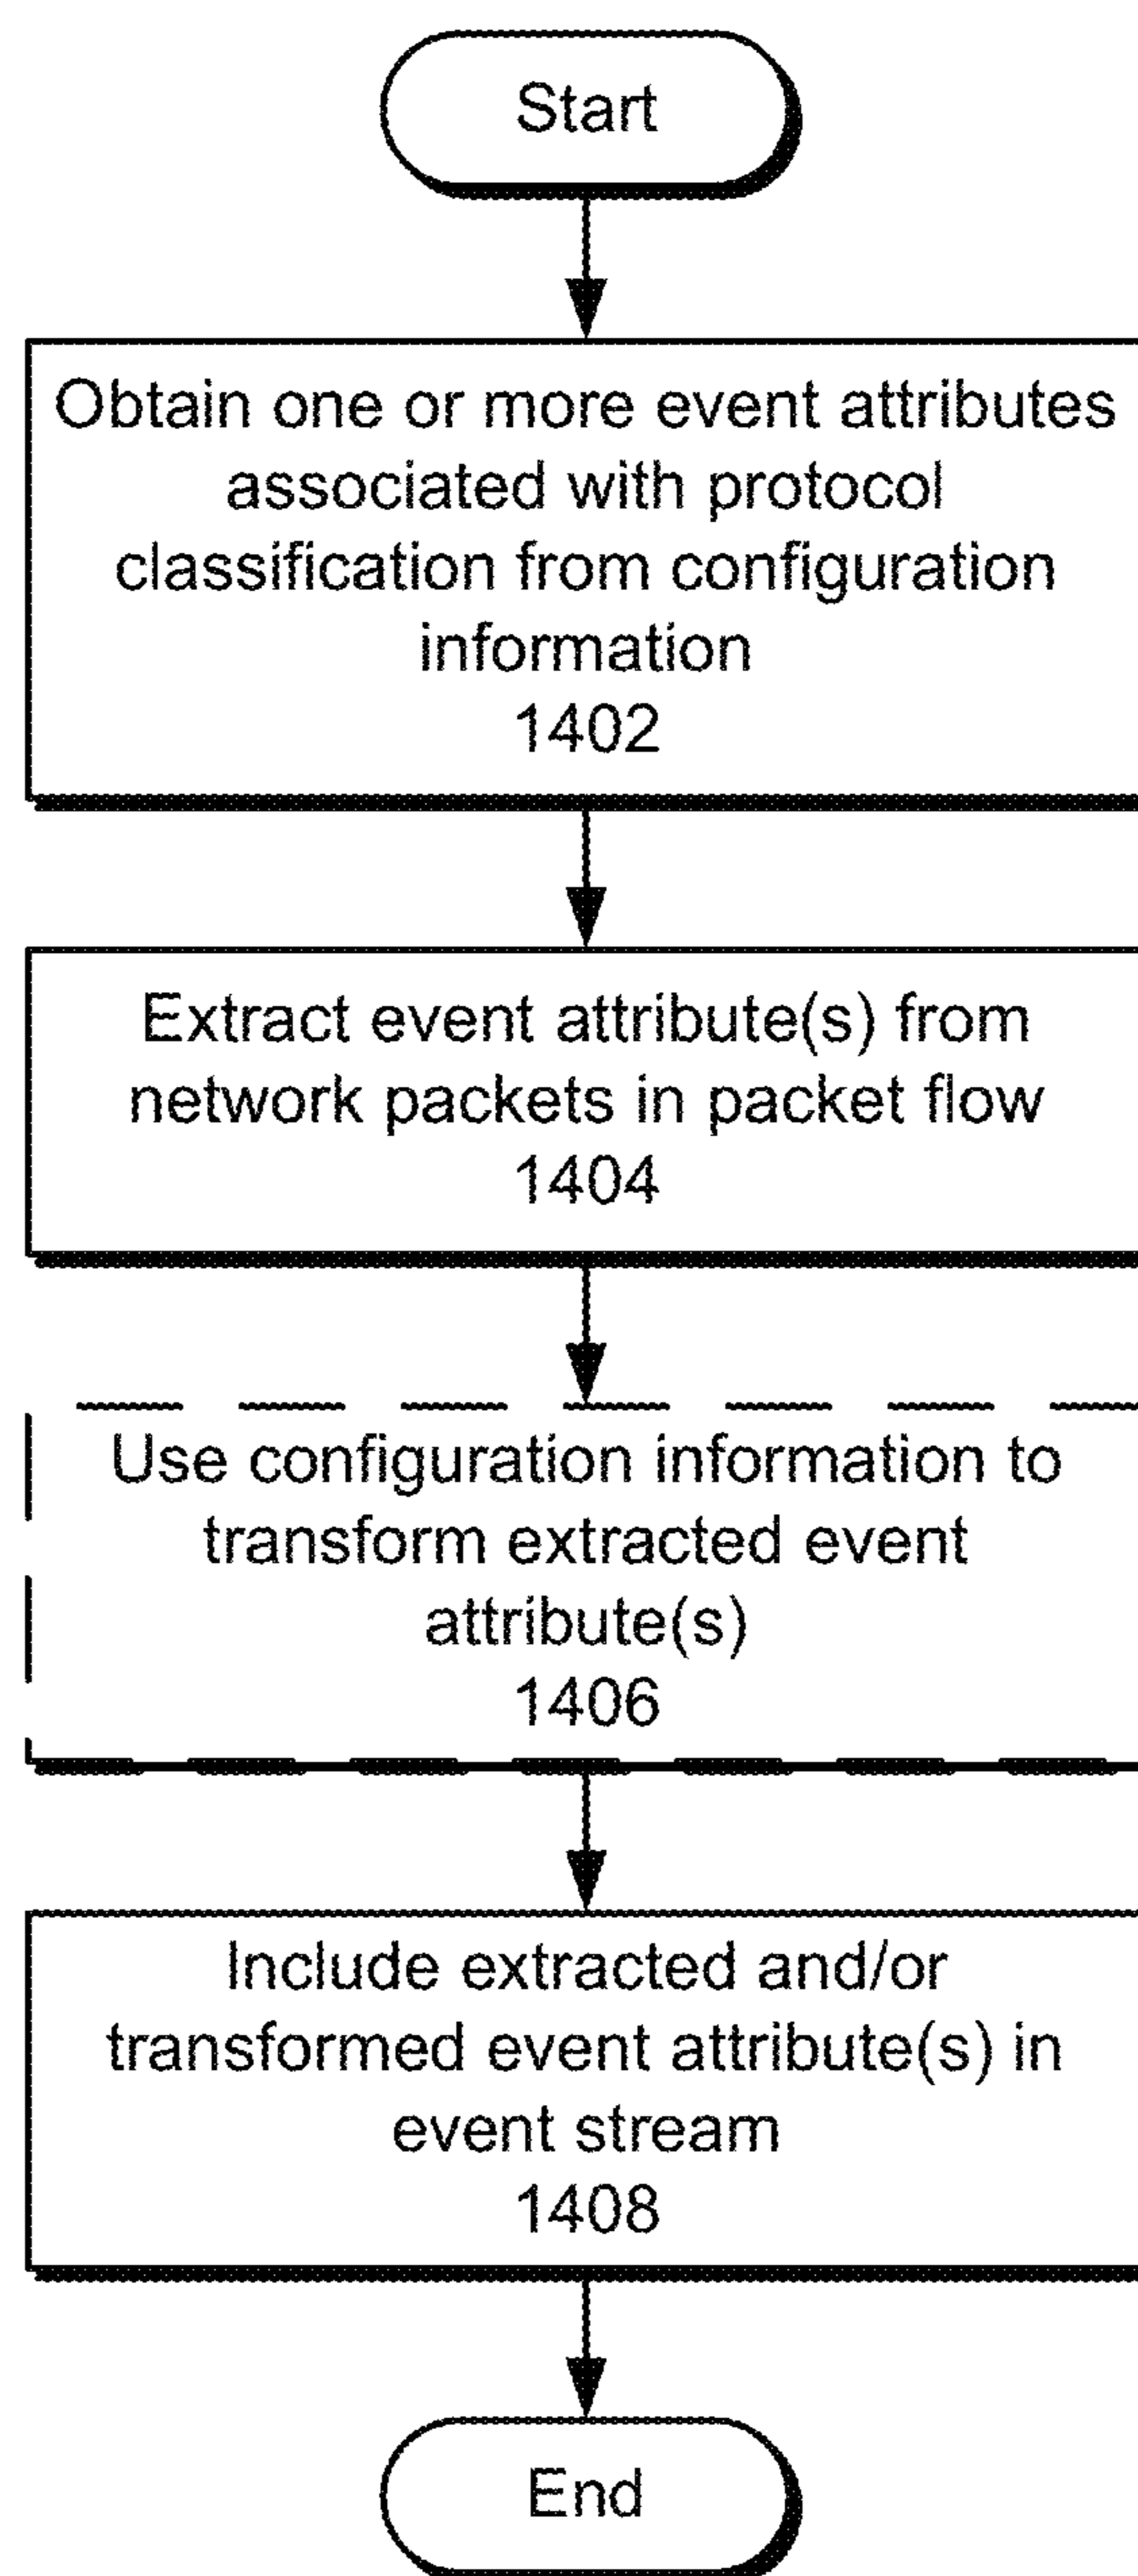 Start
Obtain one or more event attributes
associated with protocol
classification from configuration
information
1402
Extract event attribute(s) from
network packets in packet flow
1404
Use configuration information to
transform extracted event
attribute(s)
1406
Include extracted and/or
transformed event attribute(s) in
event stream
1408
End